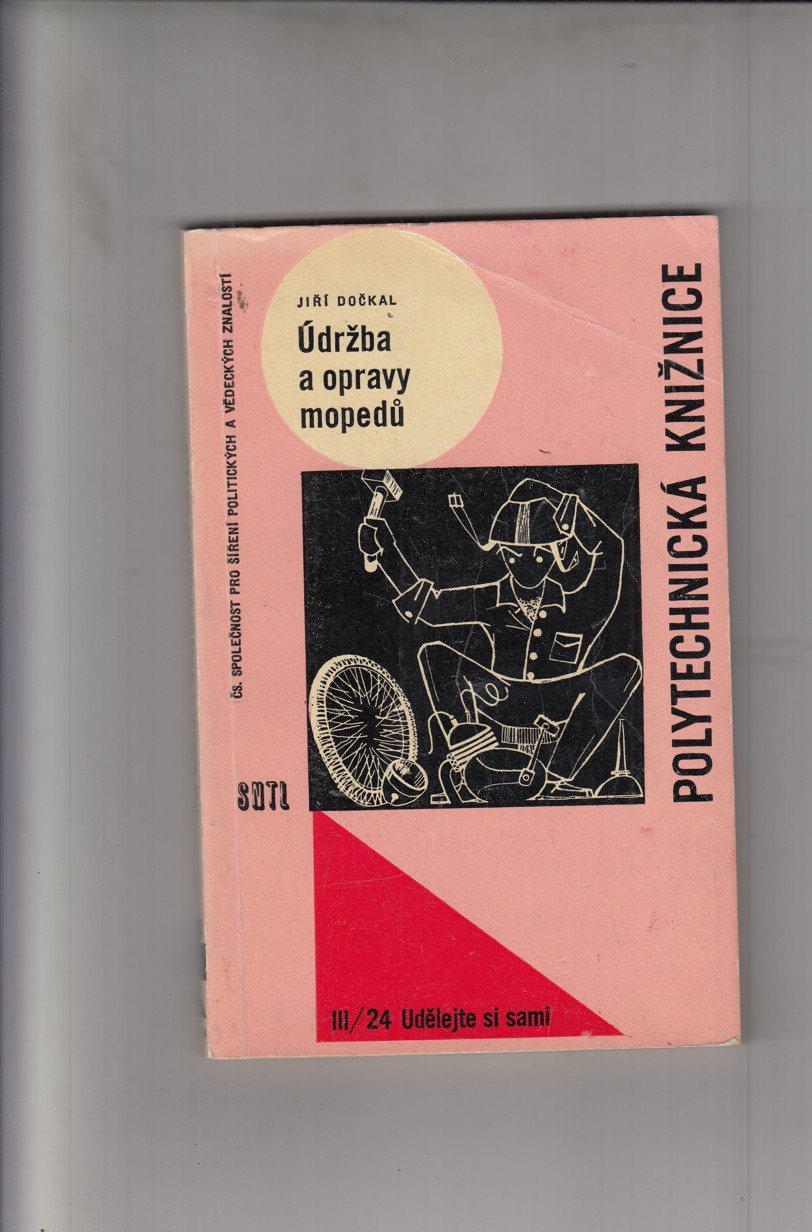 JIŘÍ DOČKAL
Údržba
a opravy
mopedů
ČS. SPOLEČNOST PRO ŠÍŘENÍ POLITICKÝCH A VĚDECKÝCH ZNALOSTÍ
POLYTECHNICKÁ KNIŽNICE
SNTL
III/24 Udělejte si sami